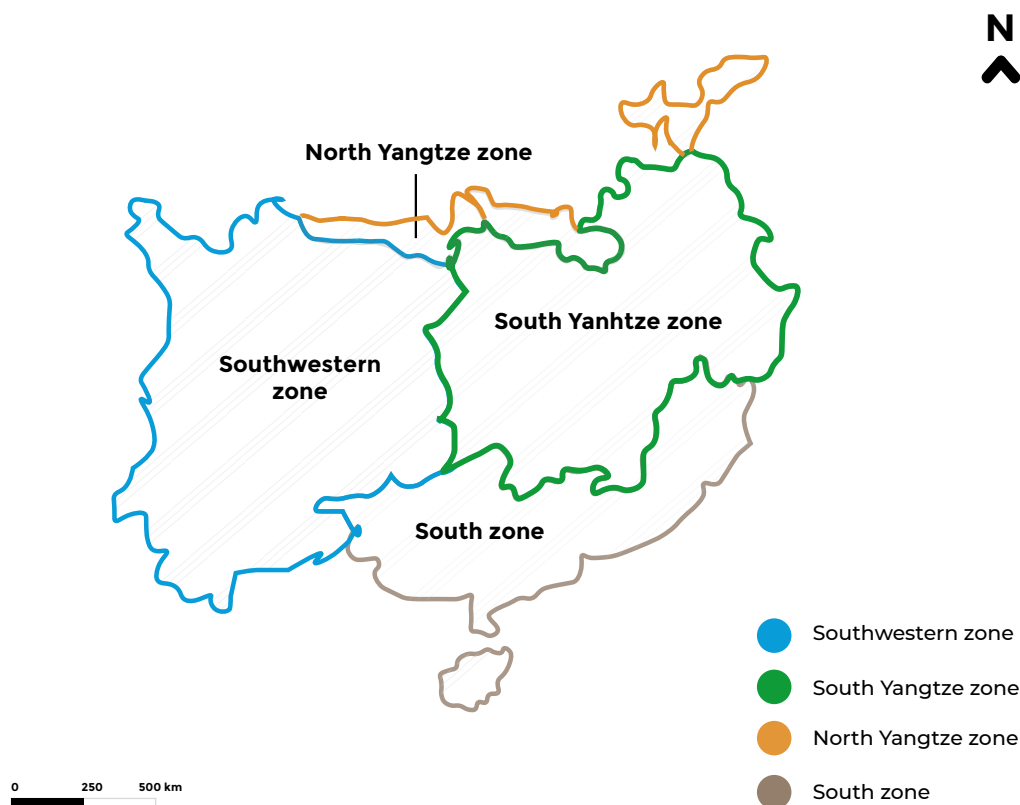 N
North Yangtze zone
South Yanhtze zone
Southwestern
zone
South zone
Southwestern zone
South Yangtze zone
North Yangtze zone
South zone
0 250 500 km